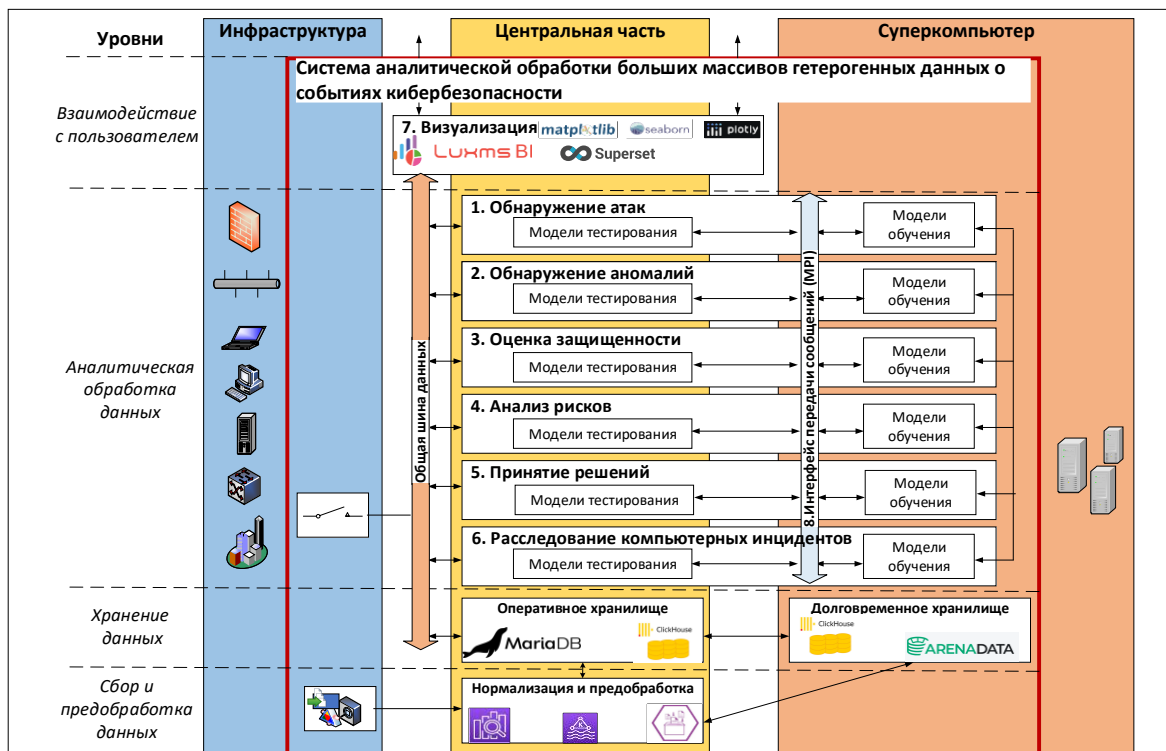 Уровни
Инфраструктура
Центральная часть
Суперкомпьютер
Система аналитической обработки больших массивов гетерогенных данных о
событиях кибербезопасности
Взаимодействие
с пользователем
7. Визуализация
matplotlib
seaborn
plotly
Luxms BI
Superset
Аналитическая
обработка
данных
Общая шина данных
8.Интерфейс передачи сообщений (MPI)
1. Обнаружение атак
Модели тестирования
Модели
обучения
2. Обнаружение аномалий
Модели тестирования
Модели
обучения
3. Оценка защищенности
Модели тестирования
Модели
обучения
4. Анализ рисков
Модели тестирования
Модели
обучения
5. Принятие решений
Модели тестирования
Модели
обучения
6. Расследование компьютерных инцидентов
Модели тестирования
Модели
обучения
Хранение
данных
Оперативное хранилище
MariaDB
ClickHouse
Долговременное хранилище
ClickHouse
ARENADATA
Сбор и
предобработка
данных
Нормализация и предобработка